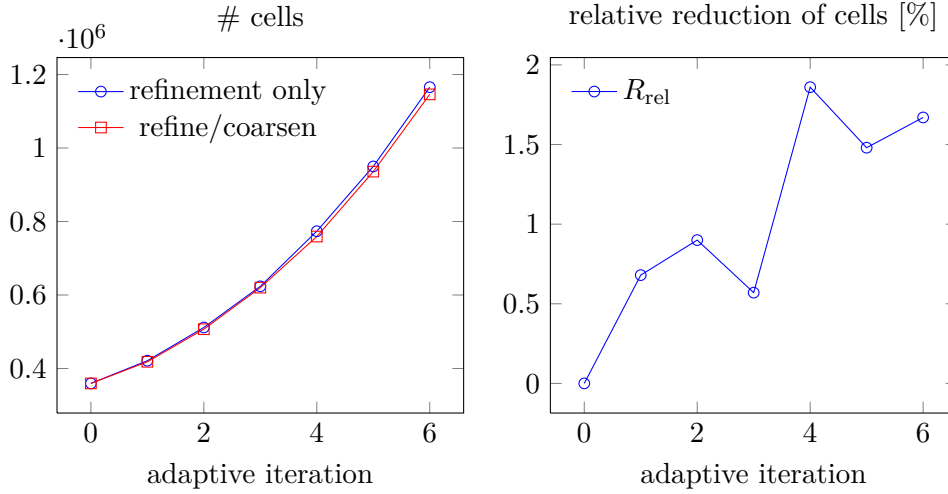 # cells
·10⁶
1.2
1
0.8
0.6
0.4
refinement only
refine/coarsen
0 2 4 6
adaptive iteration
relative reduction of cells [%]
2
1.5
1
0.5
0
R_rel
0 2 4 6
adaptive iteration